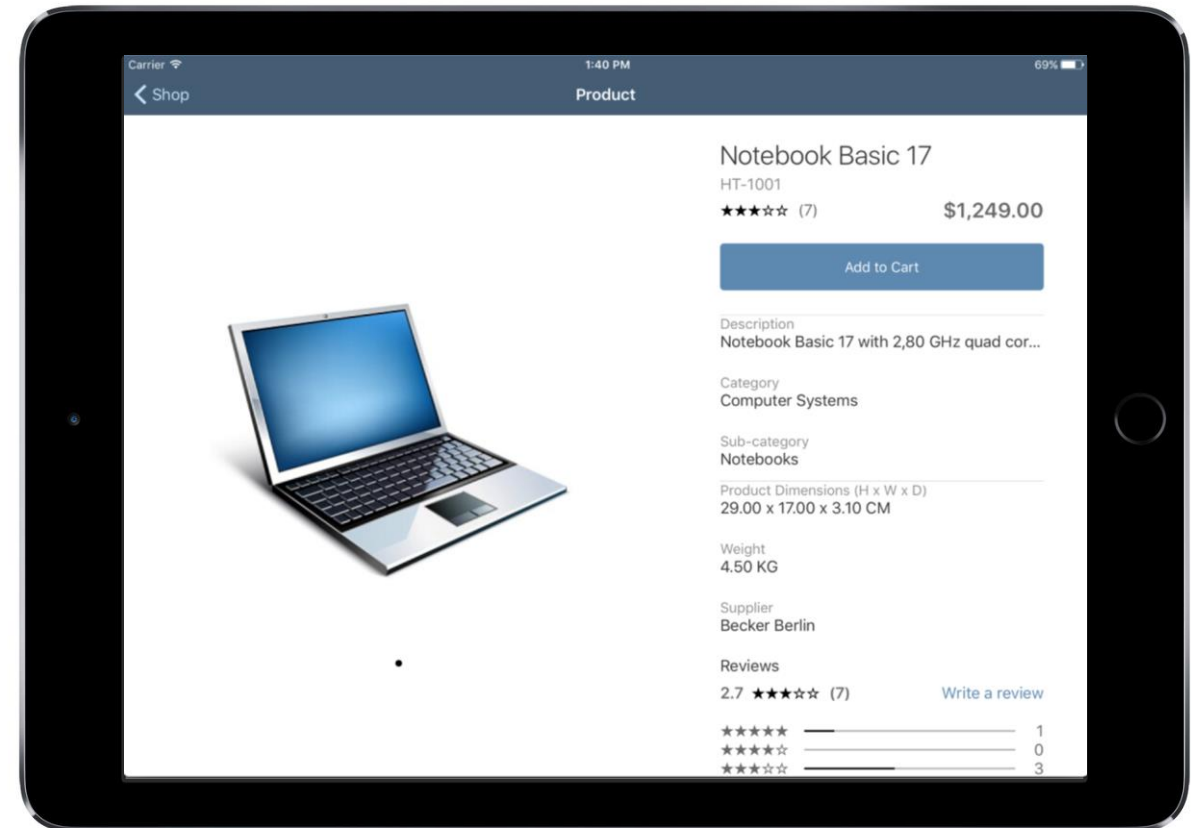 Carrier
1:40 PM
69%
Shop
Product
Notebook Basic 17
HT-1001
★★★☆☆ (7)
$1,249.00
Add to Cart
Description
Notebook Basic 17 with 2,80 GHz quad cor...
Category
Computer Systems
Sub-category
Notebooks
Product Dimensions (H x W x D)
29.00 x 17.00 x 3.10 CM
Weight
4.50 KG
Supplier
Becker Berlin
Reviews
2.7 ★★★☆☆ (7)
Write a review
★★★★★ 1
★★★★☆ 0
★★★☆☆ 3